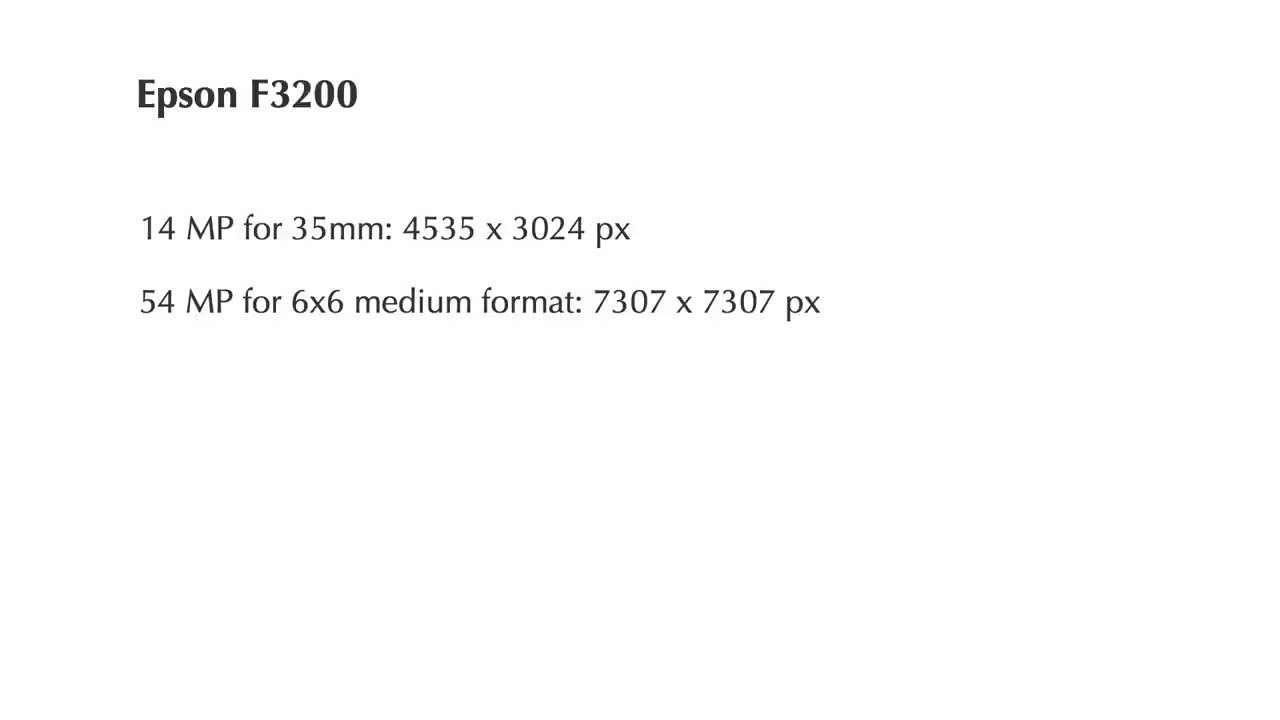 Epson F3200
14 MP for 35mm: 4535 x 3024 px
54 MP for 6x6 medium format: 7307 x 7307 px